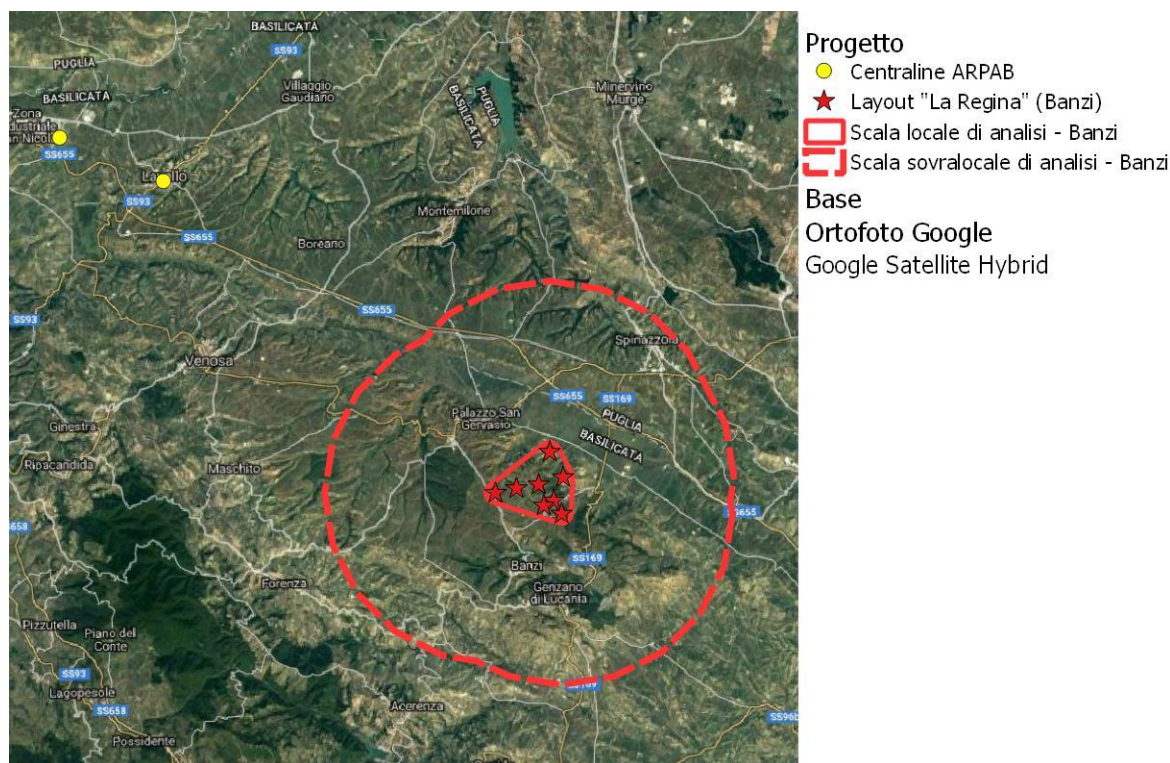 BASILICATA
SS93
PUGLIA
Villaggio
Gaudiano
BASILICATA
PUGLIA
BASILICATA
Minervino
Murge
Zona
SS655
SS93
Montemilone
SS655
Boreano
SS93
SS655
Spinazzola
Venosa
SS655
SS169
Palazzo San
Gervasio
PUGLIA
BASILICATA
Ginestra
Ripacandida
Maschito
SS655
SS169
Banzi
Genzano
di Lucania
Forenza
Pizzutella
Piano del
Conte
SS93
SS169
Lagopesole
SS658
Acerenza
SS96b
Possidente
Progetto
Centraline ARPAB
Layout "La Regina" (Banzi)
Scala locale di analisi - Banzi
Scala sovralocale di analisi - Banzi
Base
Ortofoto Google
Google Satellite Hybrid